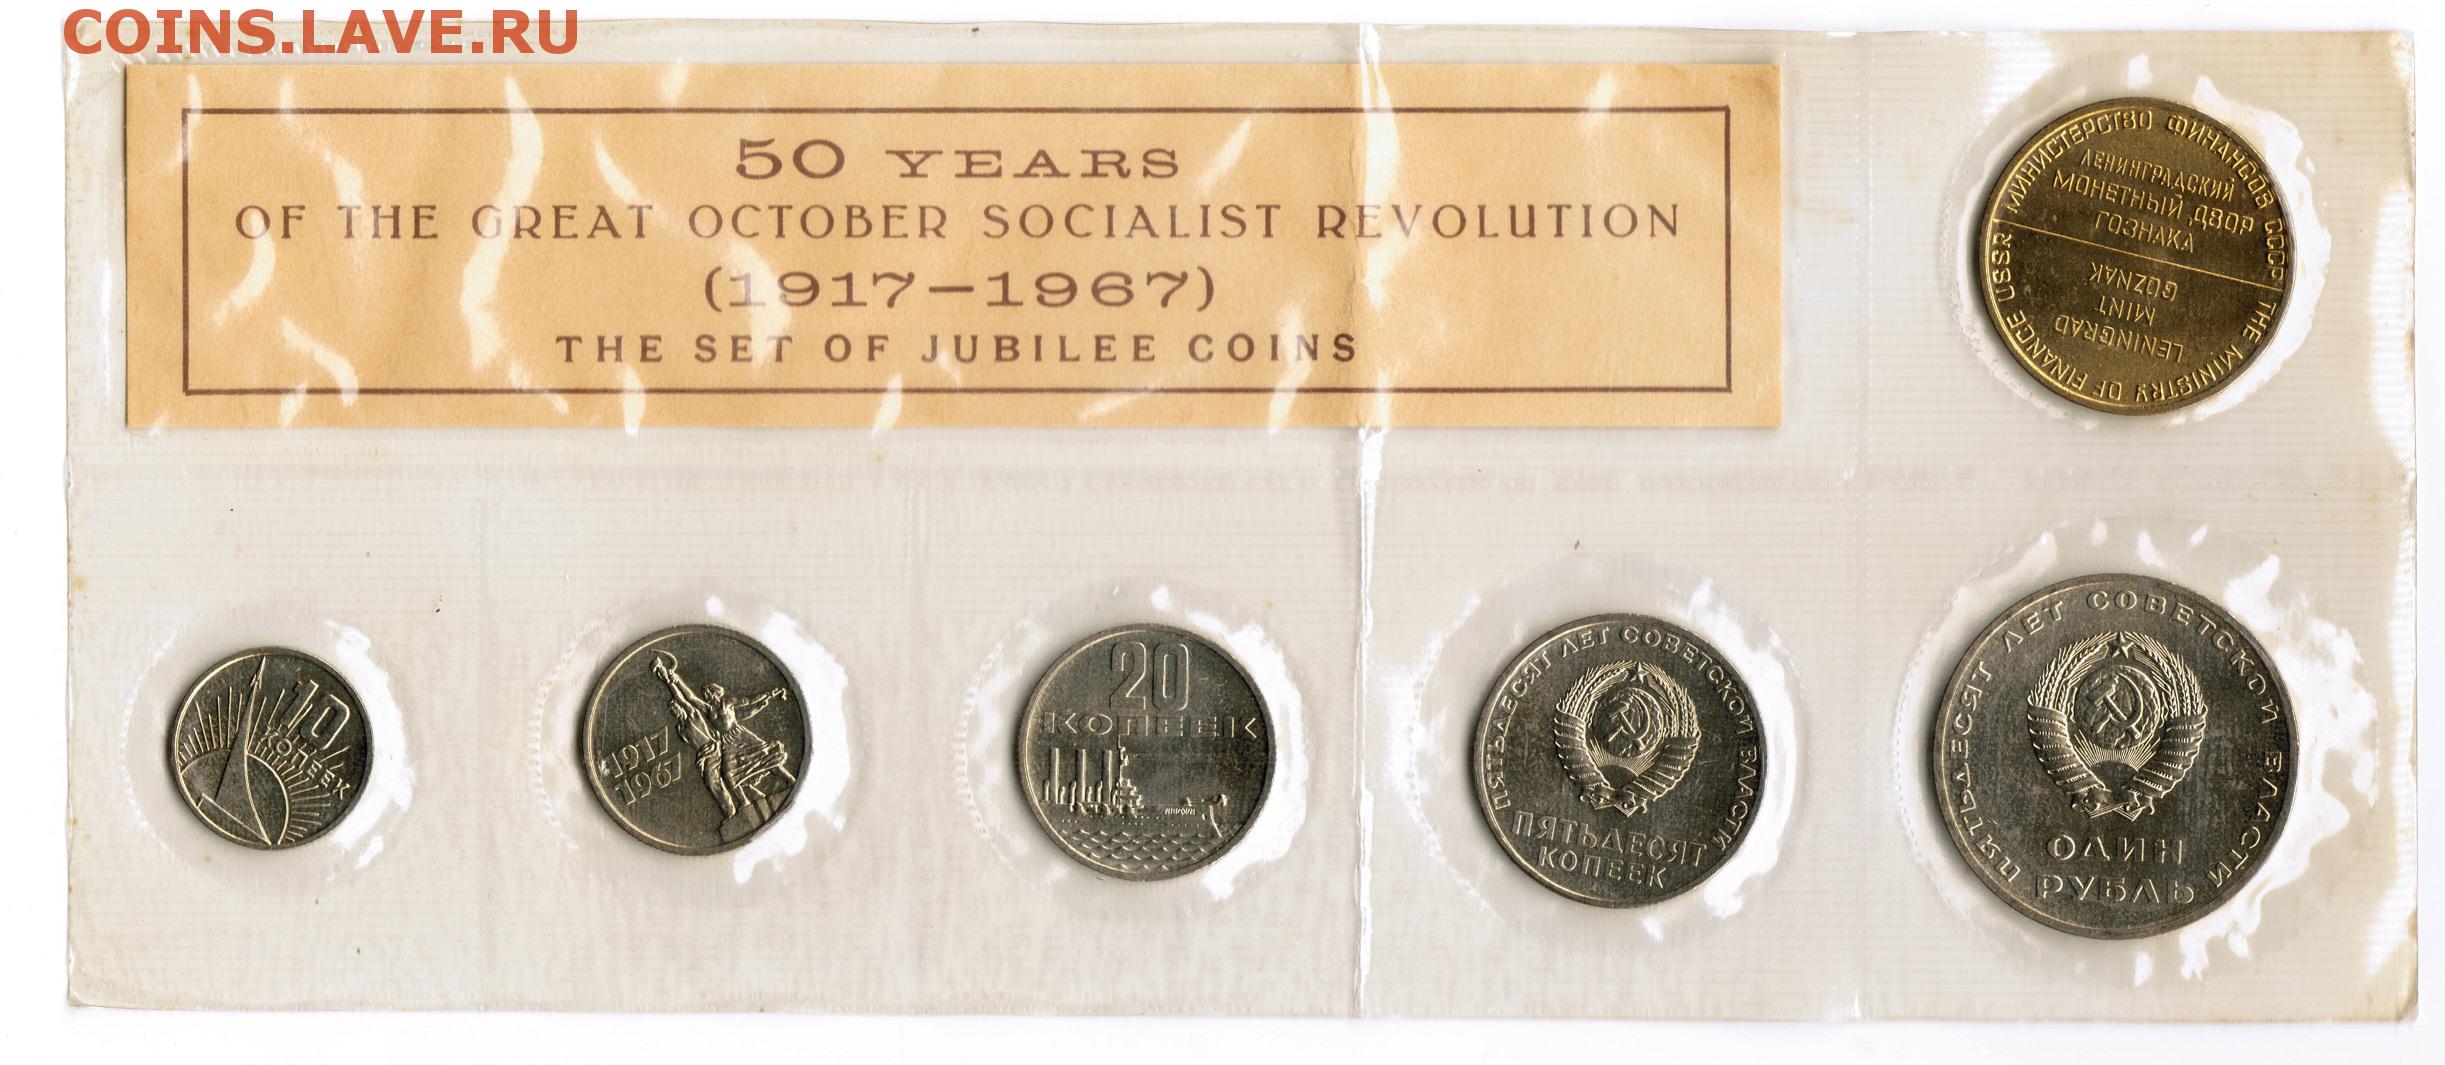 COINS.LAVE.RU
50 YEARS
OF THE GREAT OCTOBER SOCIALIST REVOLUTION
(1917–1967)
THE SET OF JUBILEE COINS
МИНИСТЕРСТВО ФИНАНСОВ СССР
ЛЕНИНГРАДСКИЙ
МОНЕТНЫЙ ДВОР
ГОЗНАКА
THE MINISTRY OF FINANCE USSR
LENINGRAD
MINT
GOZNAK
10
КОПЕЕК
1917
1967
20
КОПЕЕК
АВРОРА
ПЯТЬДЕСЯТ ЛЕТ СОВЕТСКОЙ ВЛАСТИ
ПЯТЬДЕСЯТ
КОПЕЕК
ПЯТЬДЕСЯТ ЛЕТ СОВЕТСКОЙ ВЛАСТИ
ОДИН
РУБЛЬ